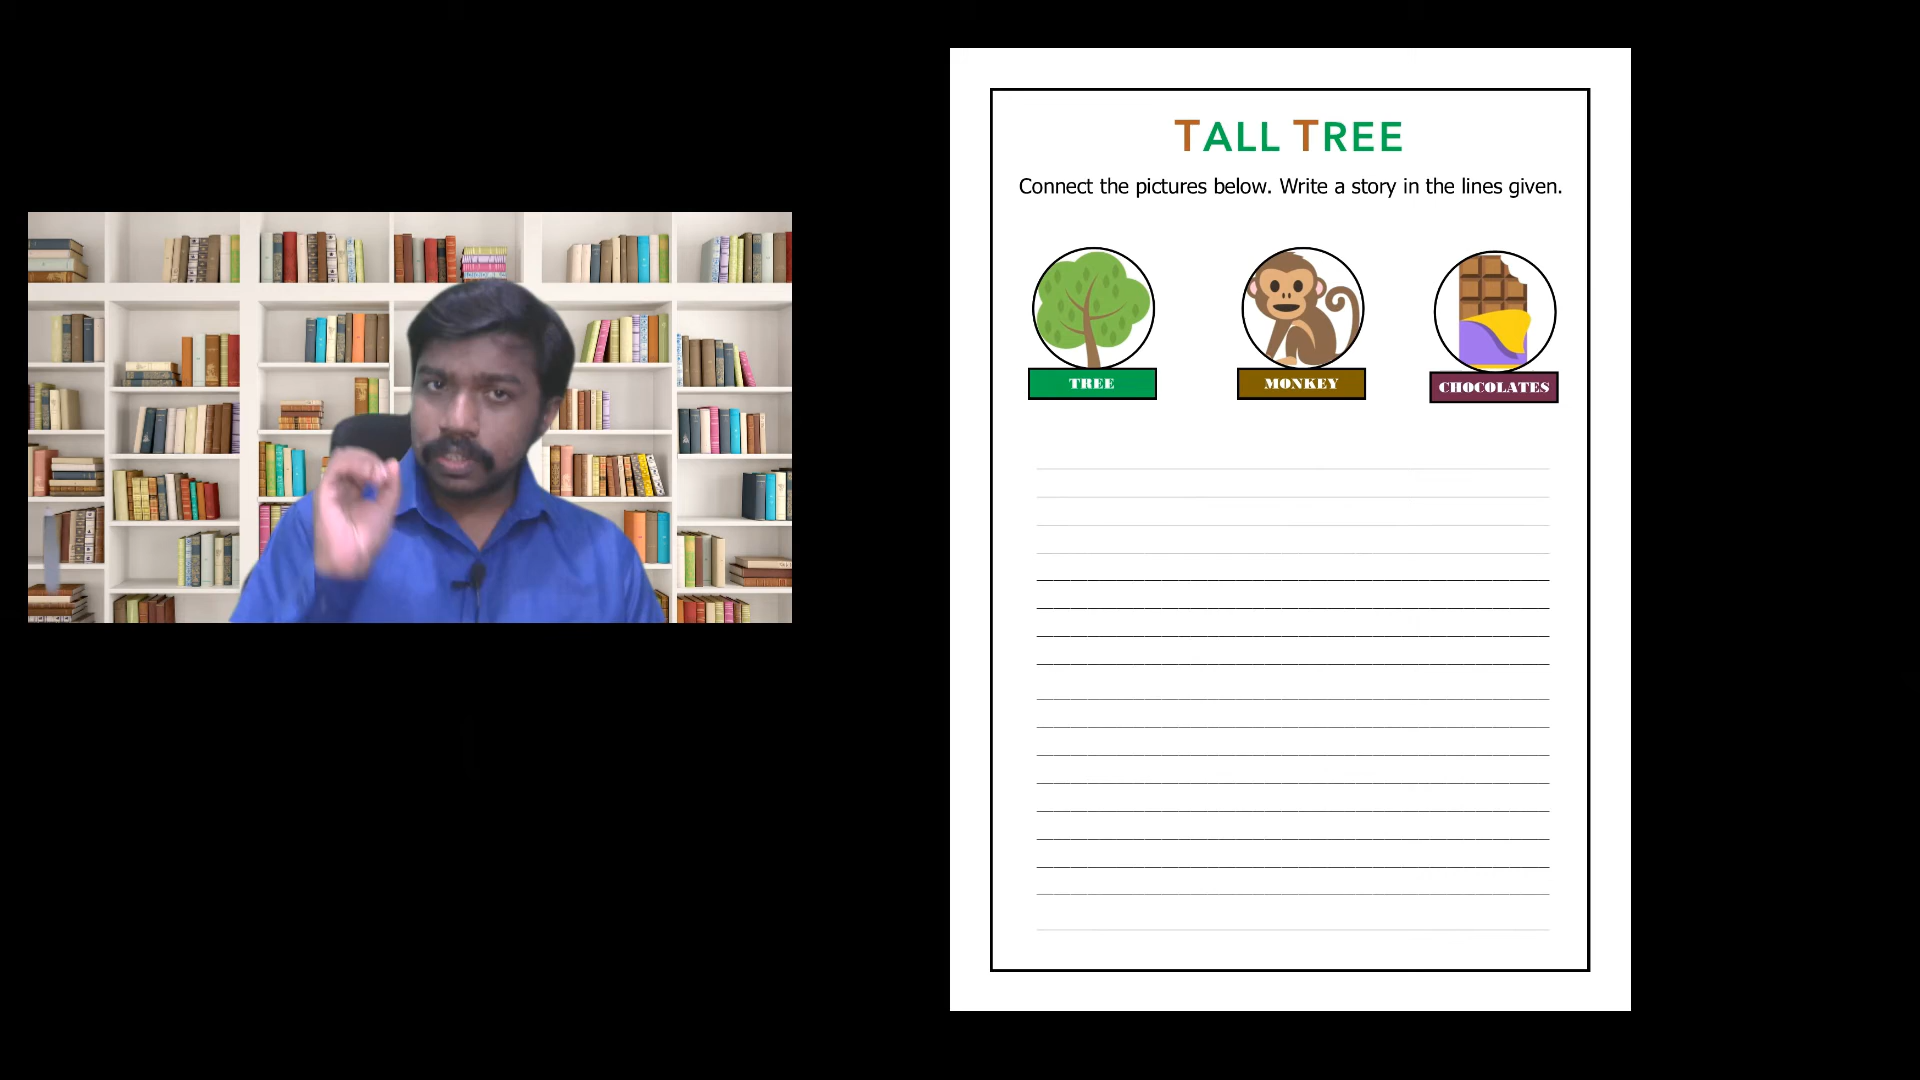 TALL TREE
Connect the pictures below. Write a story in the lines given.
TREE
MONKEY
CHOCOLATES